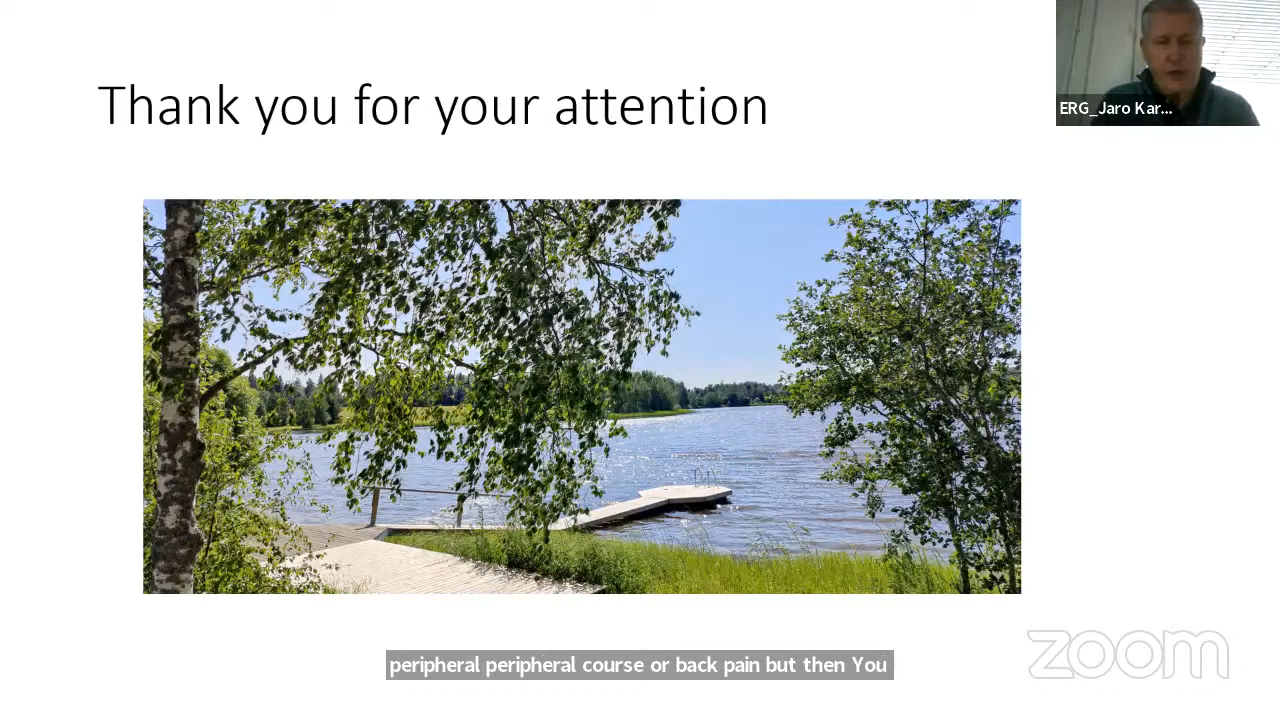 Thank you for your attention
ERG_Jaro Kar...
peripheral peripheral course or back pain but then You
zoom